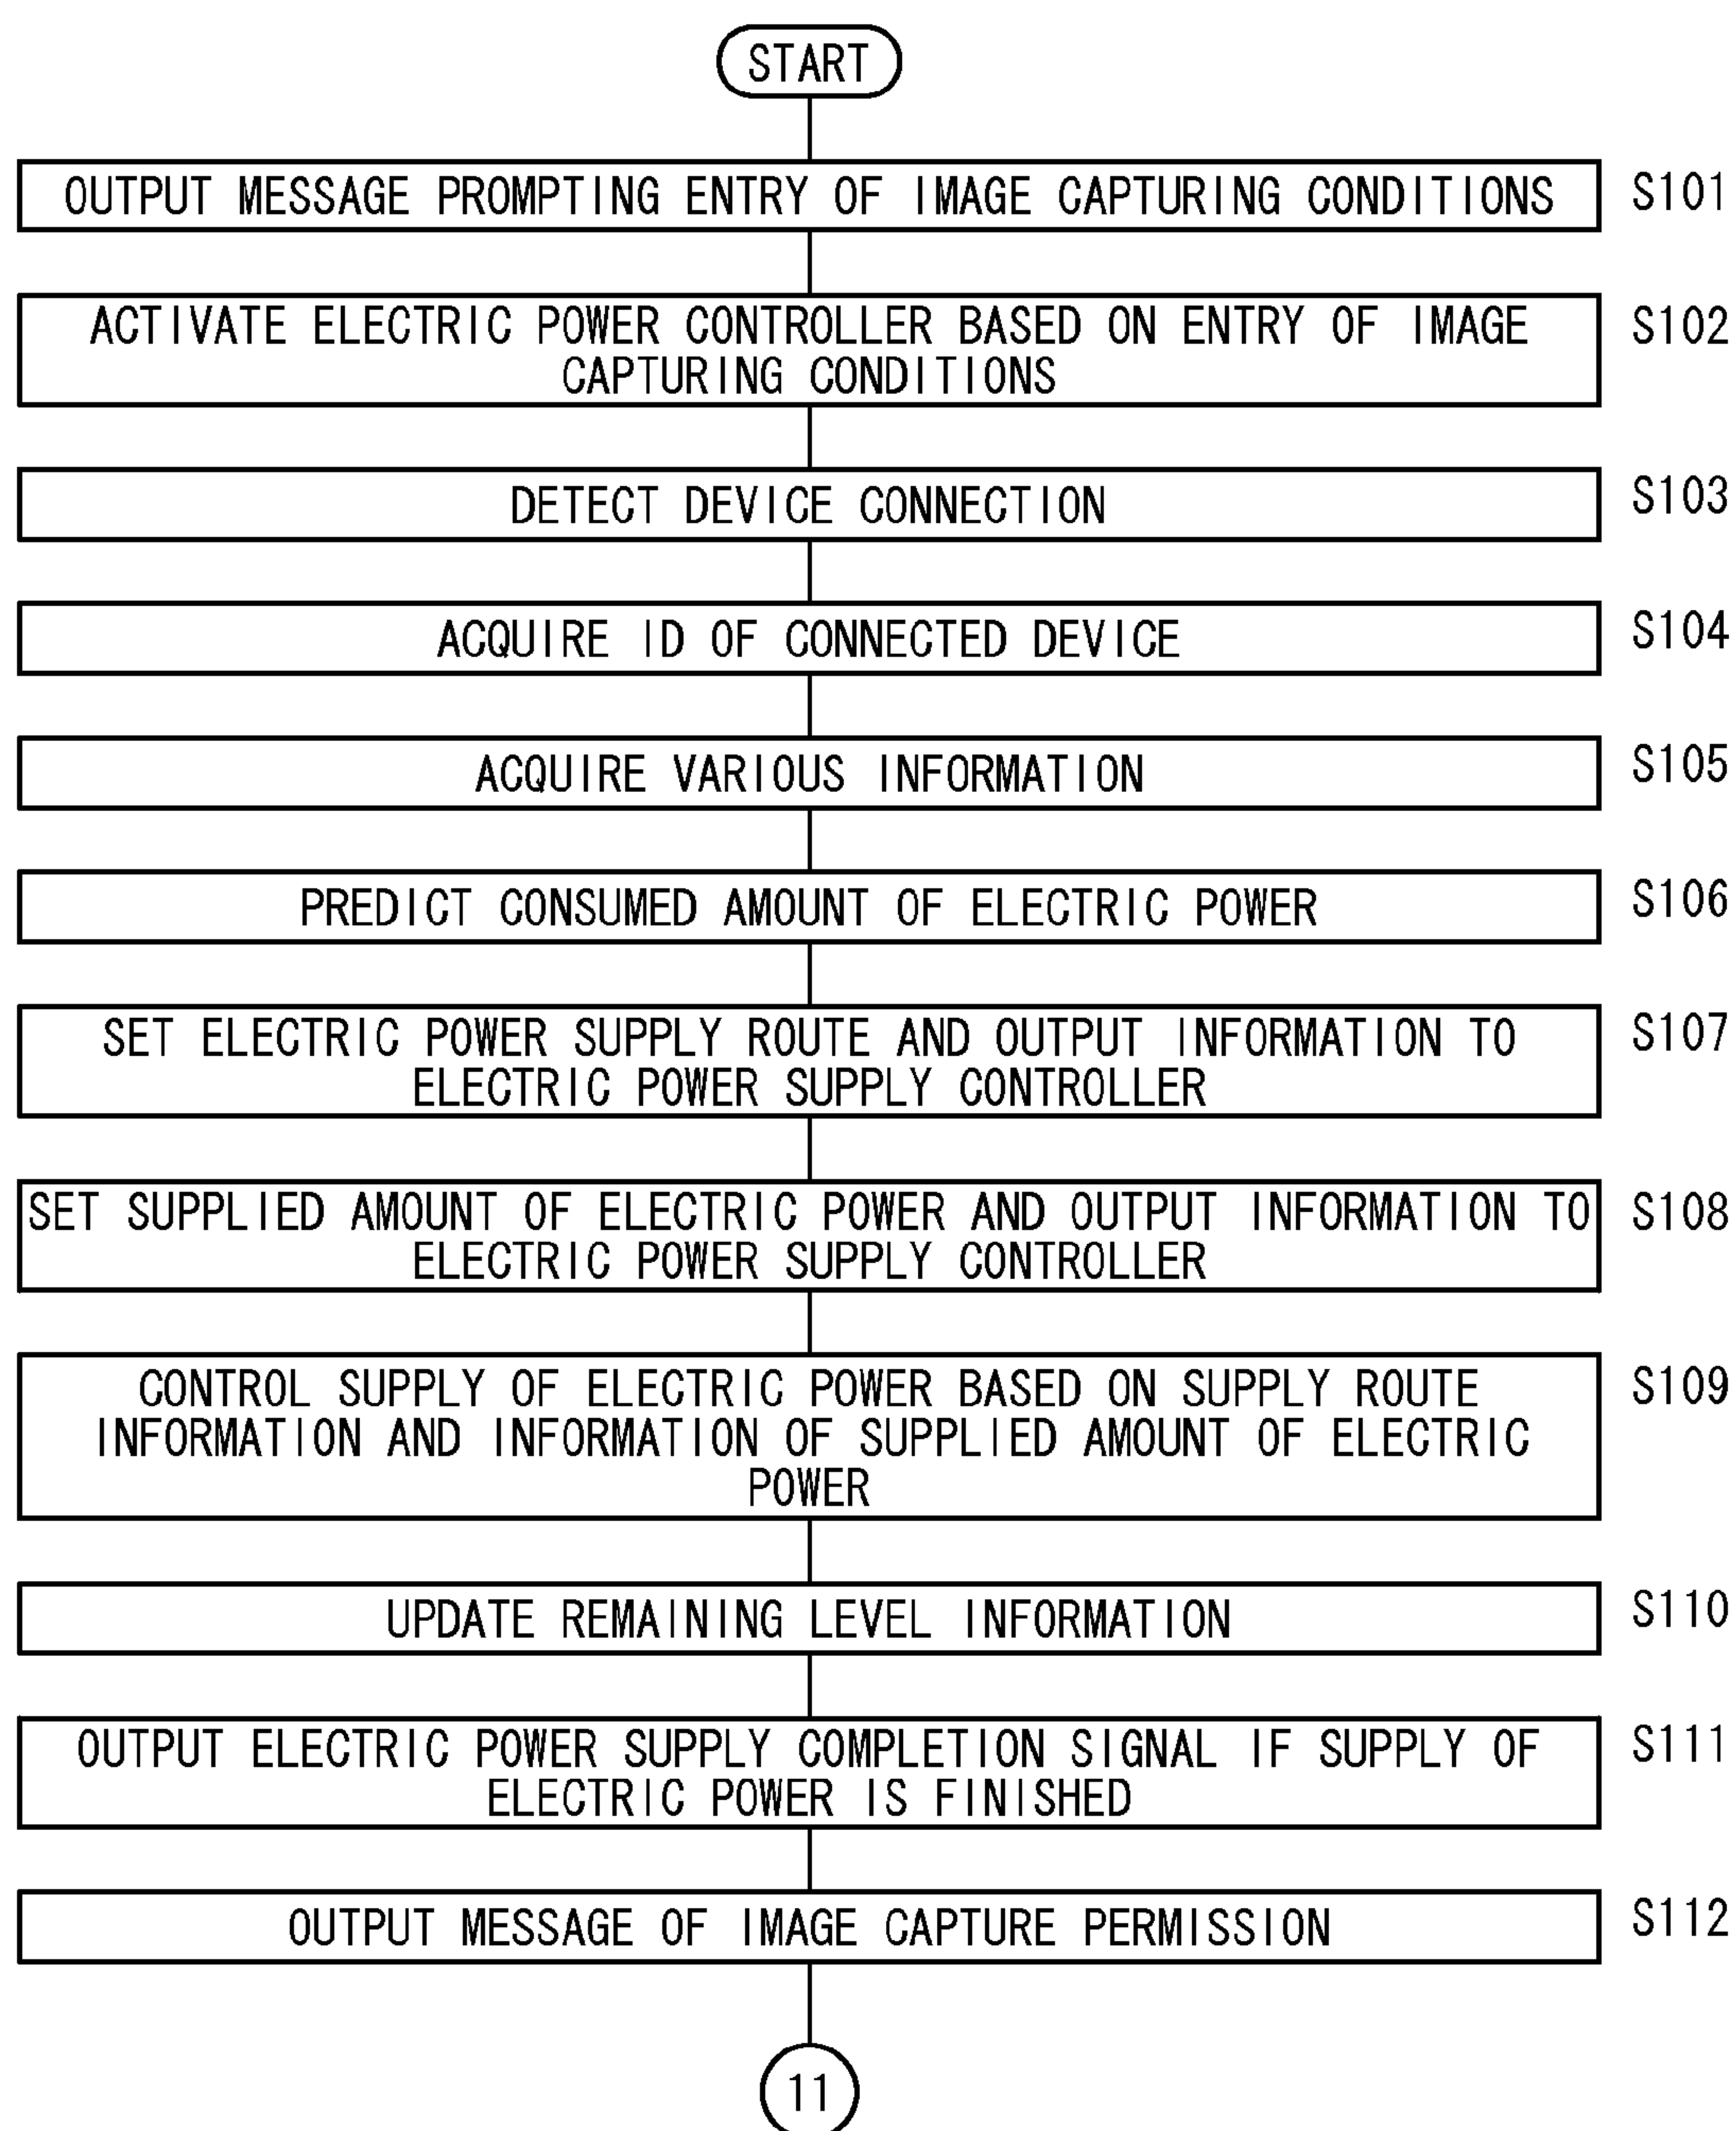 START
OUTPUT MESSAGE PROMPTING ENTRY OF IMAGE CAPTURING CONDITIONS
S101
ACTIVATE ELECTRIC POWER CONTROLLER BASED ON ENTRY OF IMAGE
CAPTURING CONDITIONS
S102
DETECT DEVICE CONNECTION
S103
ACQUIRE ID OF CONNECTED DEVICE
S104
ACQUIRE VARIOUS INFORMATION
S105
PREDICT CONSUMED AMOUNT OF ELECTRIC POWER
S106
SET ELECTRIC POWER SUPPLY ROUTE AND OUTPUT INFORMATION TO
ELECTRIC POWER SUPPLY CONTROLLER
S107
SET SUPPLIED AMOUNT OF ELECTRIC POWER AND OUTPUT INFORMATION TO
ELECTRIC POWER SUPPLY CONTROLLER
S108
CONTROL SUPPLY OF ELECTRIC POWER BASED ON SUPPLY ROUTE
INFORMATION AND INFORMATION OF SUPPLIED AMOUNT OF ELECTRIC
POWER
S109
UPDATE REMAINING LEVEL INFORMATION
S110
OUTPUT ELECTRIC POWER SUPPLY COMPLETION SIGNAL IF SUPPLY OF
ELECTRIC POWER IS FINISHED
S111
OUTPUT MESSAGE OF IMAGE CAPTURE PERMISSION
S112
11